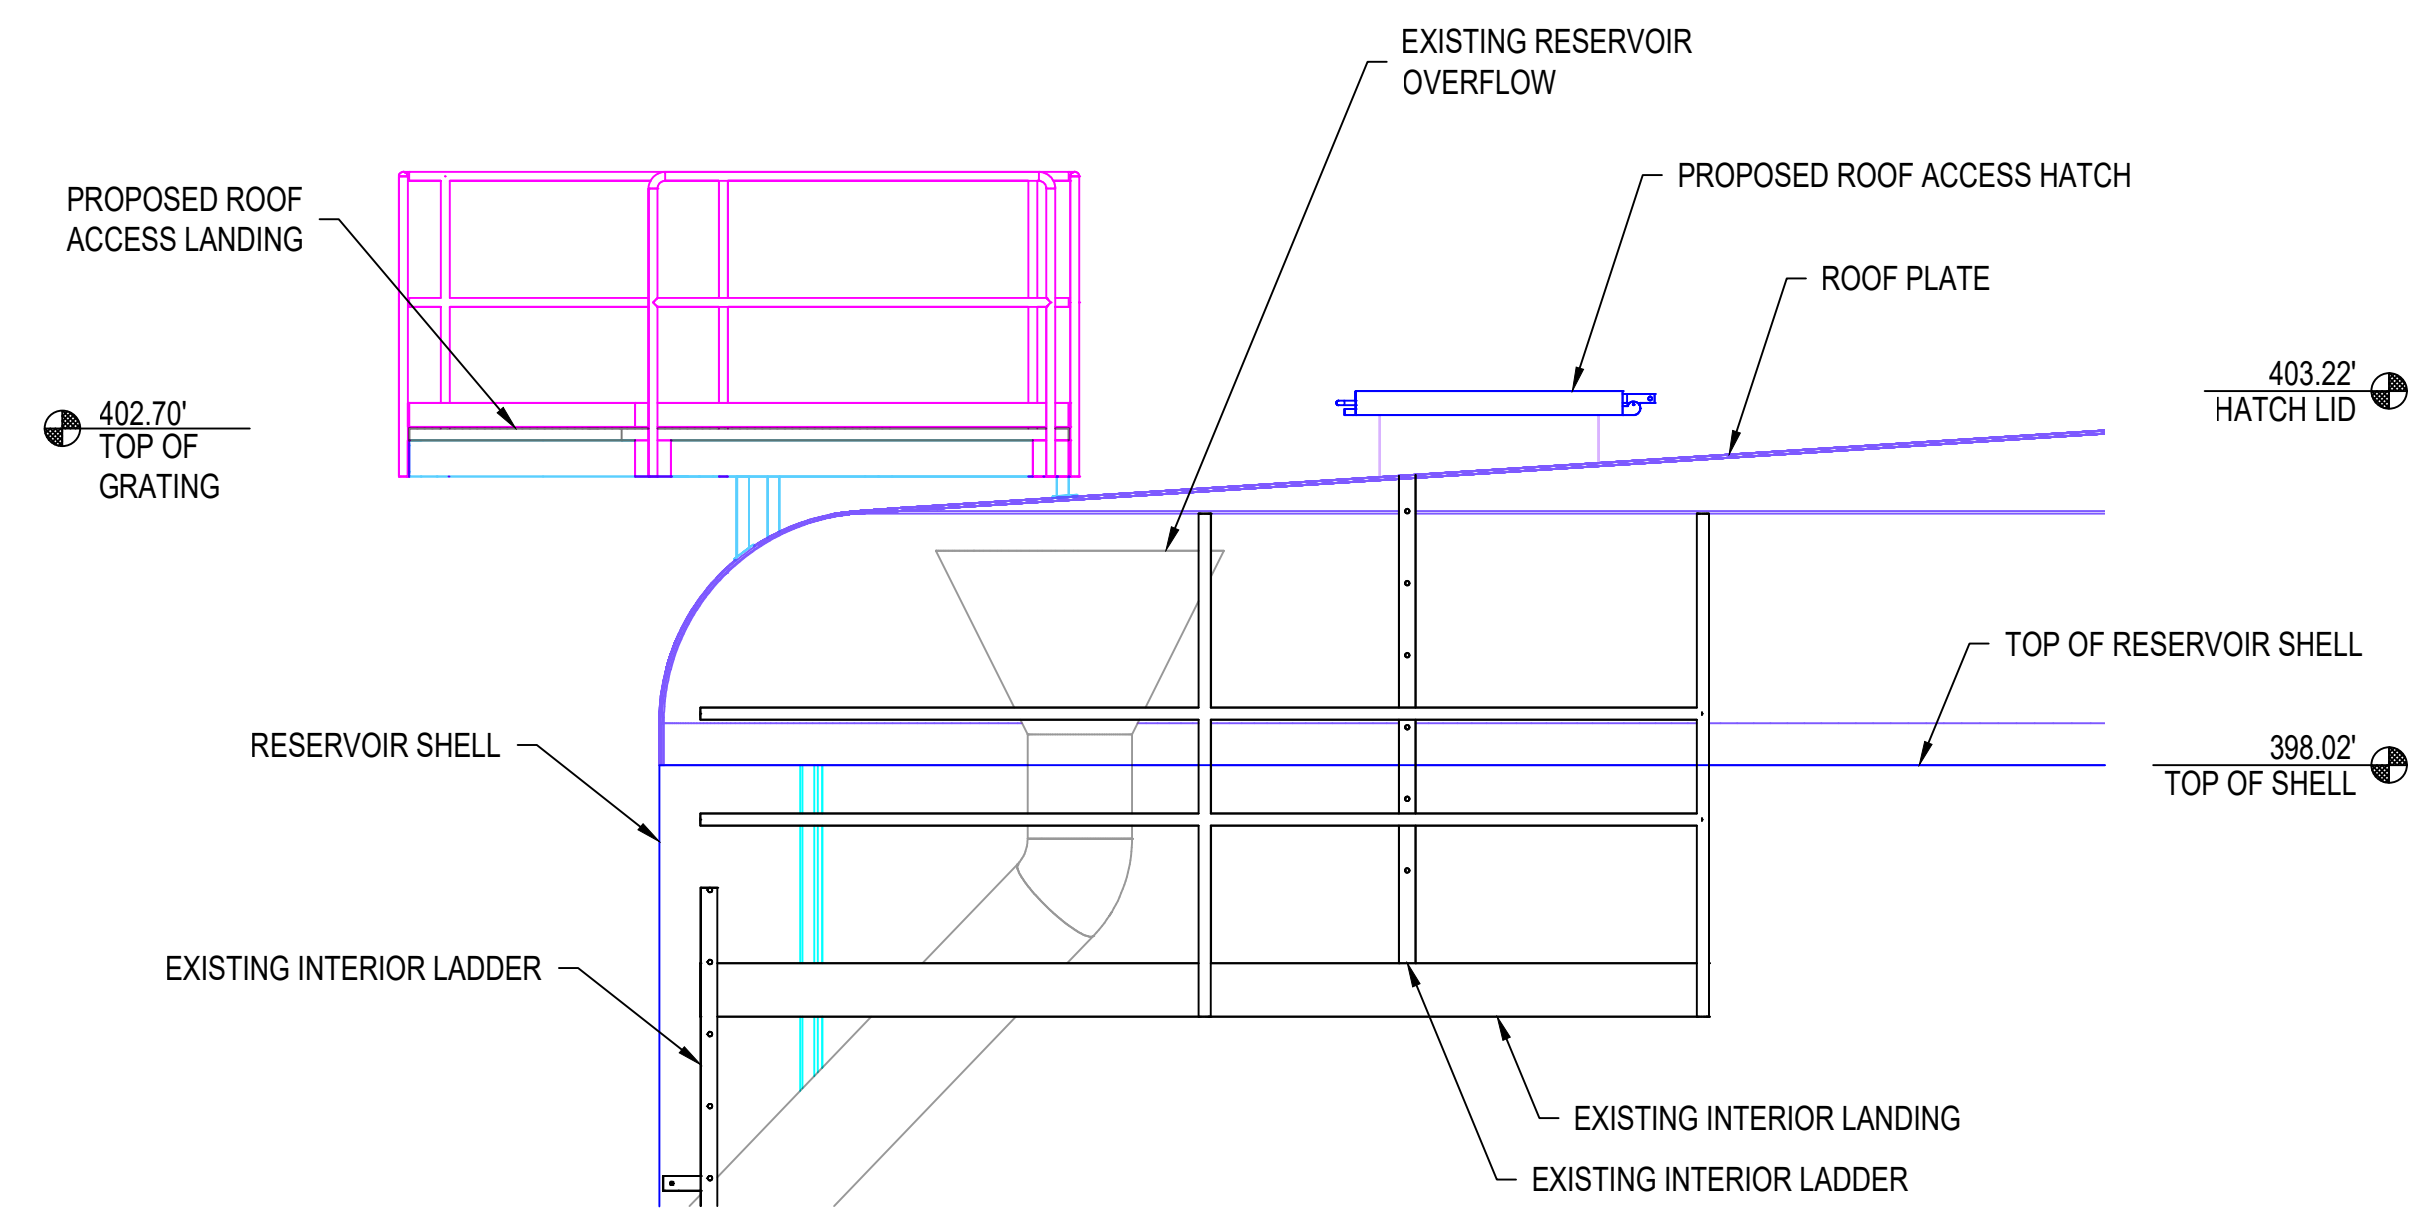 EXISTING RESERVOIR
OVERFLOW
PROPOSED ROOF ACCESS HATCH
PROPOSED ROOF
ACCESS LANDING
ROOF PLATE
403.22'
HATCH LID
402.70'
TOP OF
GRATING
TOP OF RESERVOIR SHELL
RESERVOIR SHELL
398.02'
TOP OF SHELL
EXISTING INTERIOR LADDER
EXISTING INTERIOR LANDING
EXISTING INTERIOR LADDER